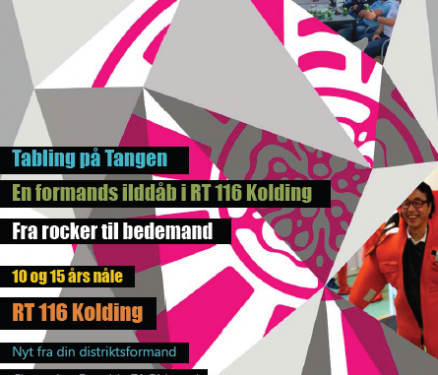 Tabling på Tangen
En formands ilddåb i RT 116 Kolding
Fra rocker til bedemand
10 og 15 års nåle
RT 116 Kolding
Nyt fra din distriktsformand